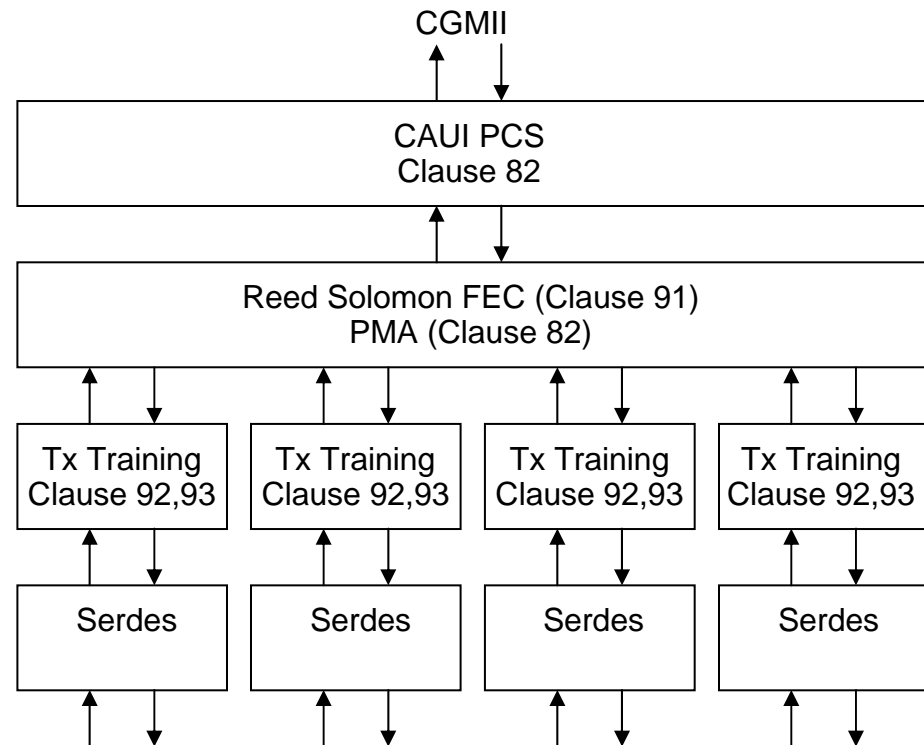 CGMII
CAUI PCS
Clause 82
Reed Solomon FEC (Clause 91)
PMA (Clause 82)
Tx Training
Clause 92,93
Tx Training
Clause 92,93
Tx Training
Clause 92,93
Tx Training
Clause 92,93
Serdes
Serdes
Serdes
Serdes